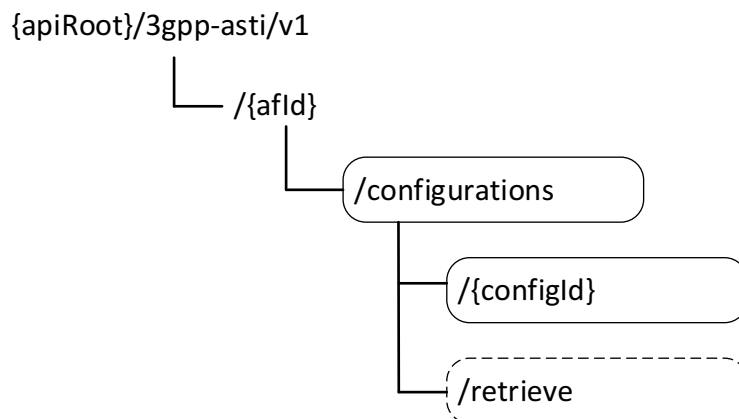 {apiRoot}/3gpp-asti/v1
/{afId}
/configurations
/{configId}
/retrieve